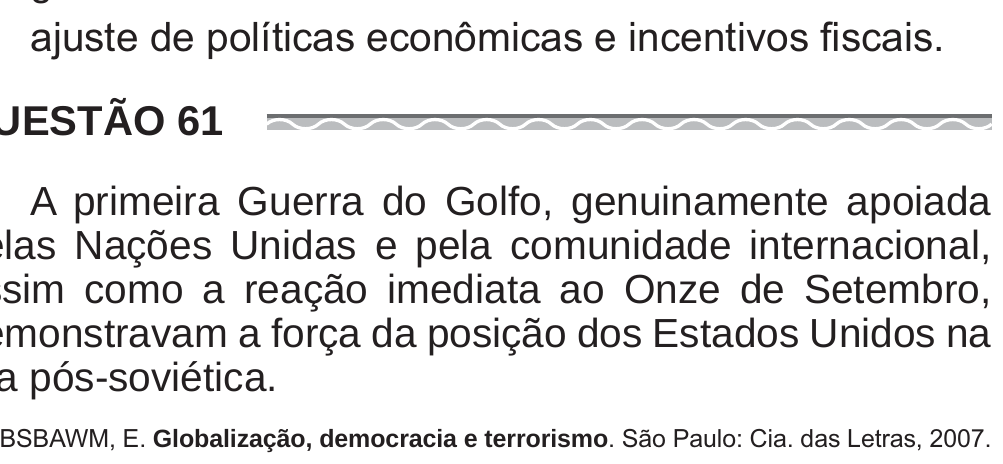 ajuste de políticas econômicas e incentivos fiscais.
UESTÃO 61
A primeira Guerra do Golfo, genuinamente apoiada
elas Nações Unidas e pela comunidade internacional,
ssim como a reação imediata ao Onze de Setembro,
emonstravam a força da posição dos Estados Unidos na
a pós-soviética.
BSBAWM, E. Globalização, democracia e terrorismo. São Paulo: Cia. das Letras, 2007.